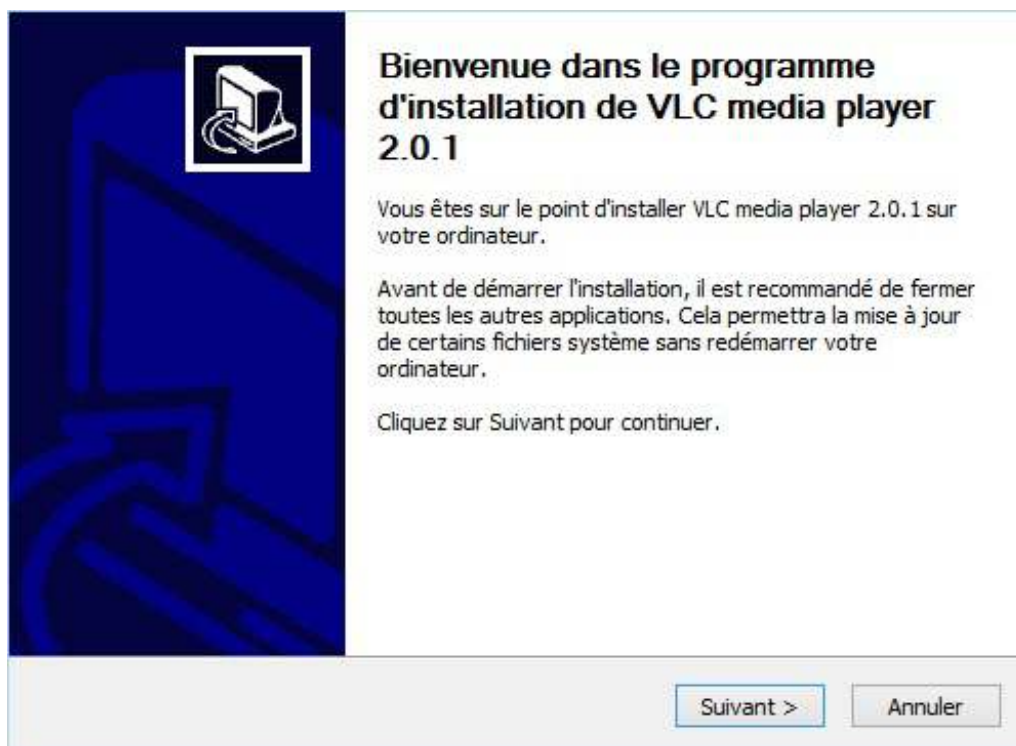 Bienvenue dans le programme
d'installation de VLC media player
2.0.1
Vous êtes sur le point d'installer VLC media player 2.0.1 sur
votre ordinateur.
Avant de démarrer l'installation, il est recommandé de fermer
toutes les autres applications. Cela permettra la mise à jour
de certains fichiers système sans redémarrer votre
ordinateur.
Cliquez sur Suivant pour continuer.
Suivant >
Annuler